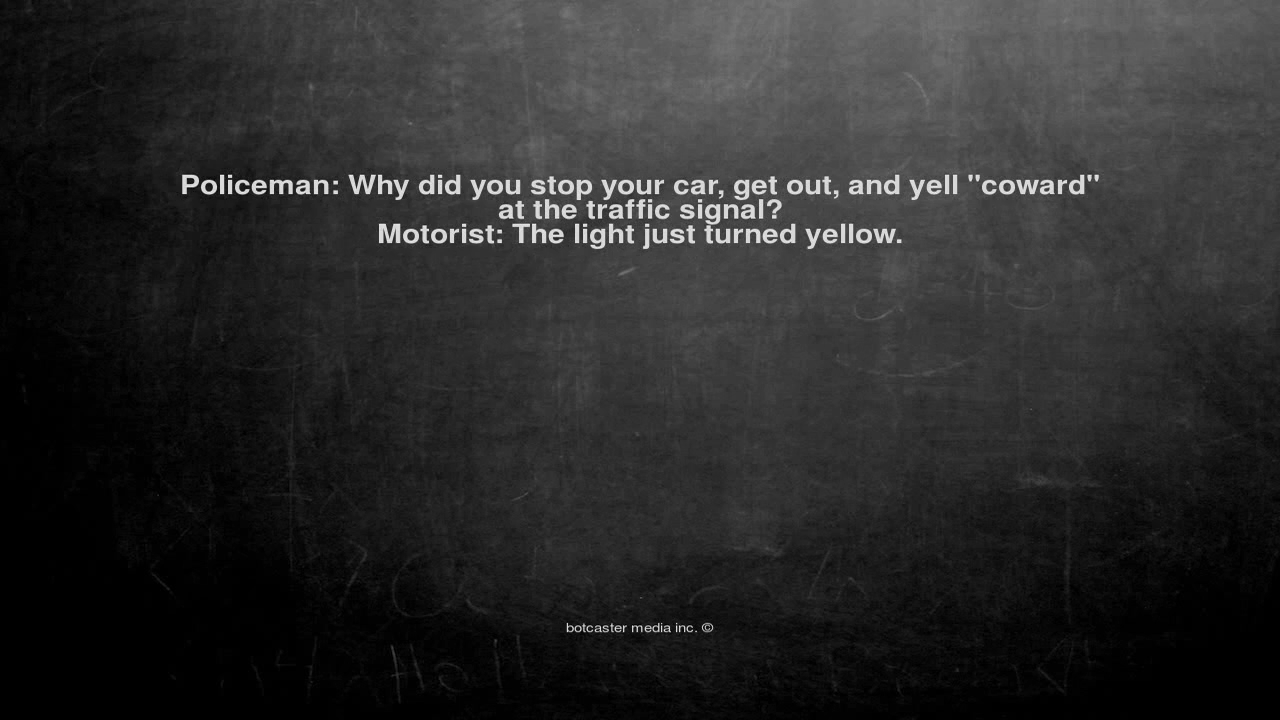 Policeman: Why did you stop your car, get out, and yell "coward"
at the traffic signal?
Motorist: The light just turned yellow.
botcaster media inc. ©